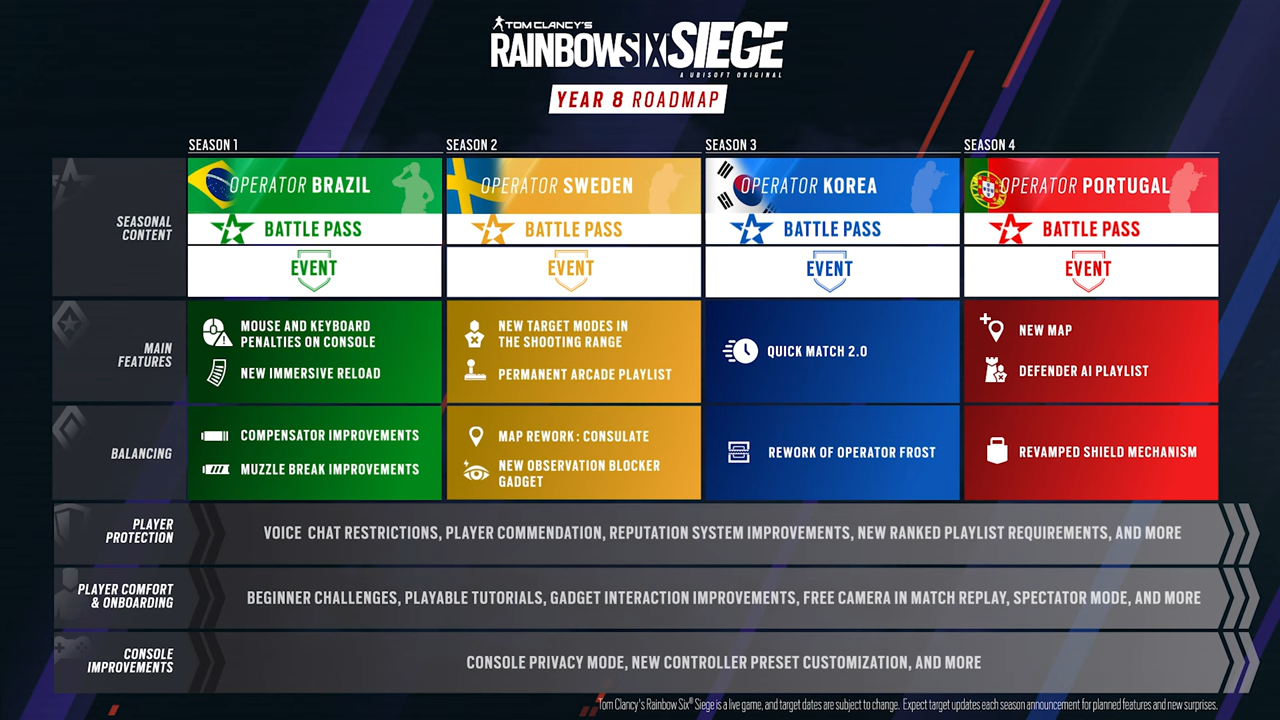 TOM CLANCY'S
RAINBOWSIX SIEGE
A UBISOFT ORIGINAL
YEAR 8 ROADMAP
SEASON 1
SEASON 2
SEASON 3
SEASON 4
SEASONAL
CONTENT
OPERATOR BRAZIL
OPERATOR SWEDEN
OPERATOR KOREA
OPERATOR PORTUGAL
BATTLE PASS
BATTLE PASS
BATTLE PASS
BATTLE PASS
EVENT
EVENT
EVENT
EVENT
MAIN
FEATURES
MOUSE AND KEYBOARD
PENALTIES ON CONSOLE
NEW IMMERSIVE RELOAD
NEW TARGET MODES IN
THE SHOOTING RANGE
PERMANENT ARCADE PLAYLIST
QUICK MATCH 2.0
NEW MAP
DEFENDER AI PLAYLIST
BALANCING
COMPENSATOR IMPROVEMENTS
MUZZLE BREAK IMPROVEMENTS
MAP REWORK : CONSULATE
NEW OBSERVATION BLOCKER
GADGET
REWORK OF OPERATOR FROST
REVAMPED SHIELD MECHANISM
PLAYER
PROTECTION
VOICE CHAT RESTRICTIONS, PLAYER COMMENDATION, REPUTATION SYSTEM IMPROVEMENTS, NEW RANKED PLAYLIST REQUIREMENTS, AND MORE
PLAYER COMFORT
& ONBOARDING
BEGINNER CHALLENGES, PLAYABLE TUTORIALS, GADGET INTERACTION IMPROVEMENTS, FREE CAMERA IN MATCH REPLAY, SPECTATOR MODE, AND MORE
CONSOLE
IMPROVEMENTS
CONSOLE PRIVACY MODE, NEW CONTROLLER PRESET CUSTOMIZATION, AND MORE
Tom Clancy's Rainbow Six® Siege is a live game, and target dates are subject to change. Expect target updates each season announcement for planned features and new surprises.